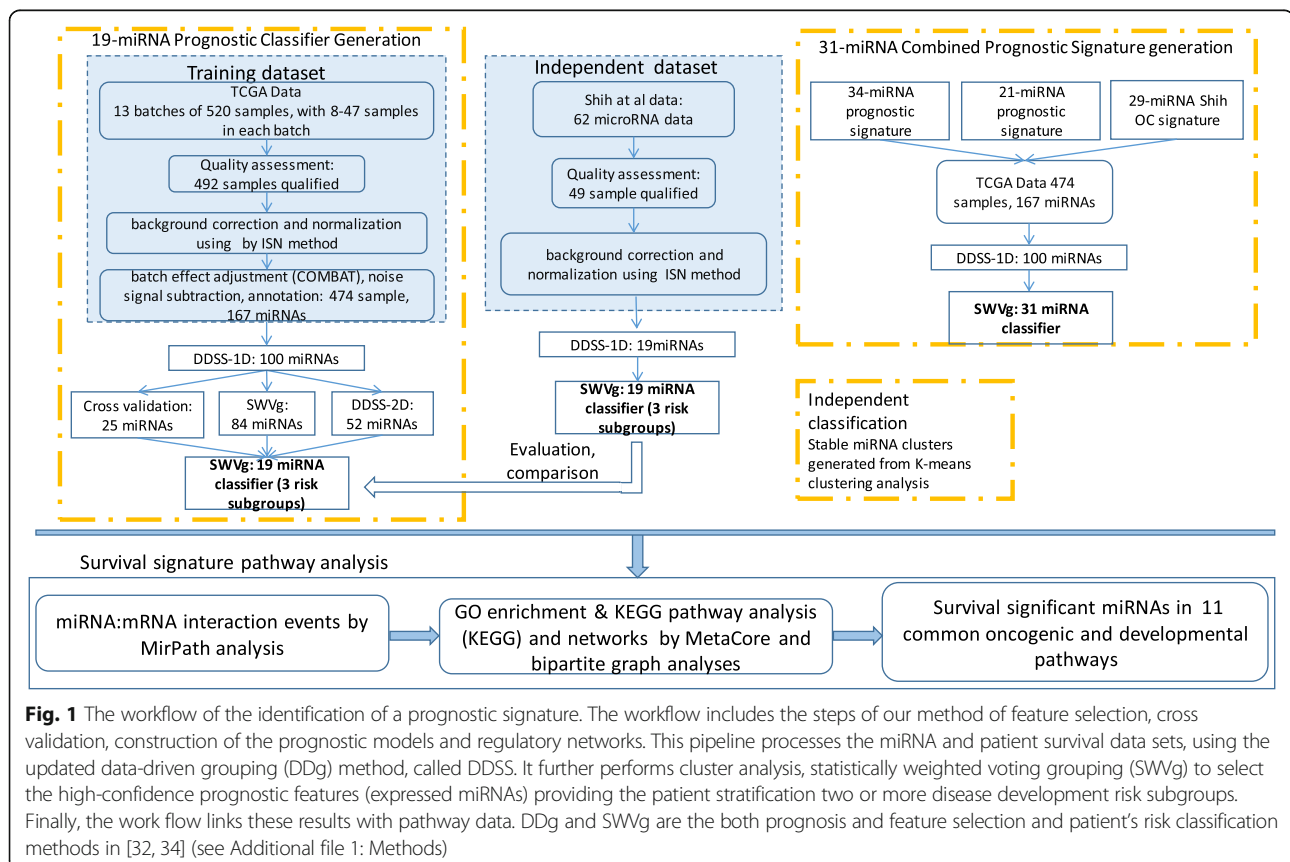 19-miRNA Prognostic Classifier Generation
Training dataset
TCGA Data
13 batches of 520 samples, with 8-47 samples
in each batch
Quality assessment:
492 samples qualified
background correction and normalization
using by ISN method
batch effect adjustment (COMBAT), noise
signal subtraction, annotation: 474 sample,
167 miRNAs
DDSS-1D: 100 miRNAs
Cross validation:
25 miRNAs
SWVg:
84 miRNAs
DDSS-2D:
52 miRNAs
SWVg: 19 miRNA
classifier (3 risk
subgroups)
Independent dataset
Shih at al data:
62 microRNA data
Quality assessment:
49 sample qualified
background correction and
normalization using ISN method
DDSS-1D: 19miRNAs
SWVg: 19 miRNA
classifier (3 risk
subgroups)
Evaluation,
comparison
31-miRNA Combined Prognostic Signature generation
34-miRNA
prognostic
signature
21-miRNA
prognostic
signature
29-miRNA Shih
OC signature
TCGA Data 474
samples, 167 miRNAs
DDSS-1D: 100 miRNAs
SWVg: 31 miRNA
classifier
Independent
classification
Stable miRNA clusters
generated from K-means
clustering analysis
Survival signature pathway analysis
miRNA:mRNA interaction events by
MirPath analysis
GO enrichment & KEGG pathway analysis
(KEGG) and networks by MetaCore and
bipartite graph analyses
Survival significant miRNAs in 11
common oncogenic and developmental
pathways
Fig. 1 The workflow of the identification of a prognostic signature. The workflow includes the steps of our method of feature selection, cross
validation, construction of the prognostic models and regulatory networks. This pipeline processes the miRNA and patient survival data sets, using the
updated data-driven grouping (DDg) method, called DDSS. It further performs cluster analysis, statistically weighted voting grouping (SWVg) to select
the high-confidence prognostic features (expressed miRNAs) providing the patient stratification two or more disease development risk subgroups.
Finally, the work flow links these results with pathway data. DDg and SWVg are the both prognosis and feature selection and patient's risk classification
methods in [32, 34] (see Additional file 1: Methods)